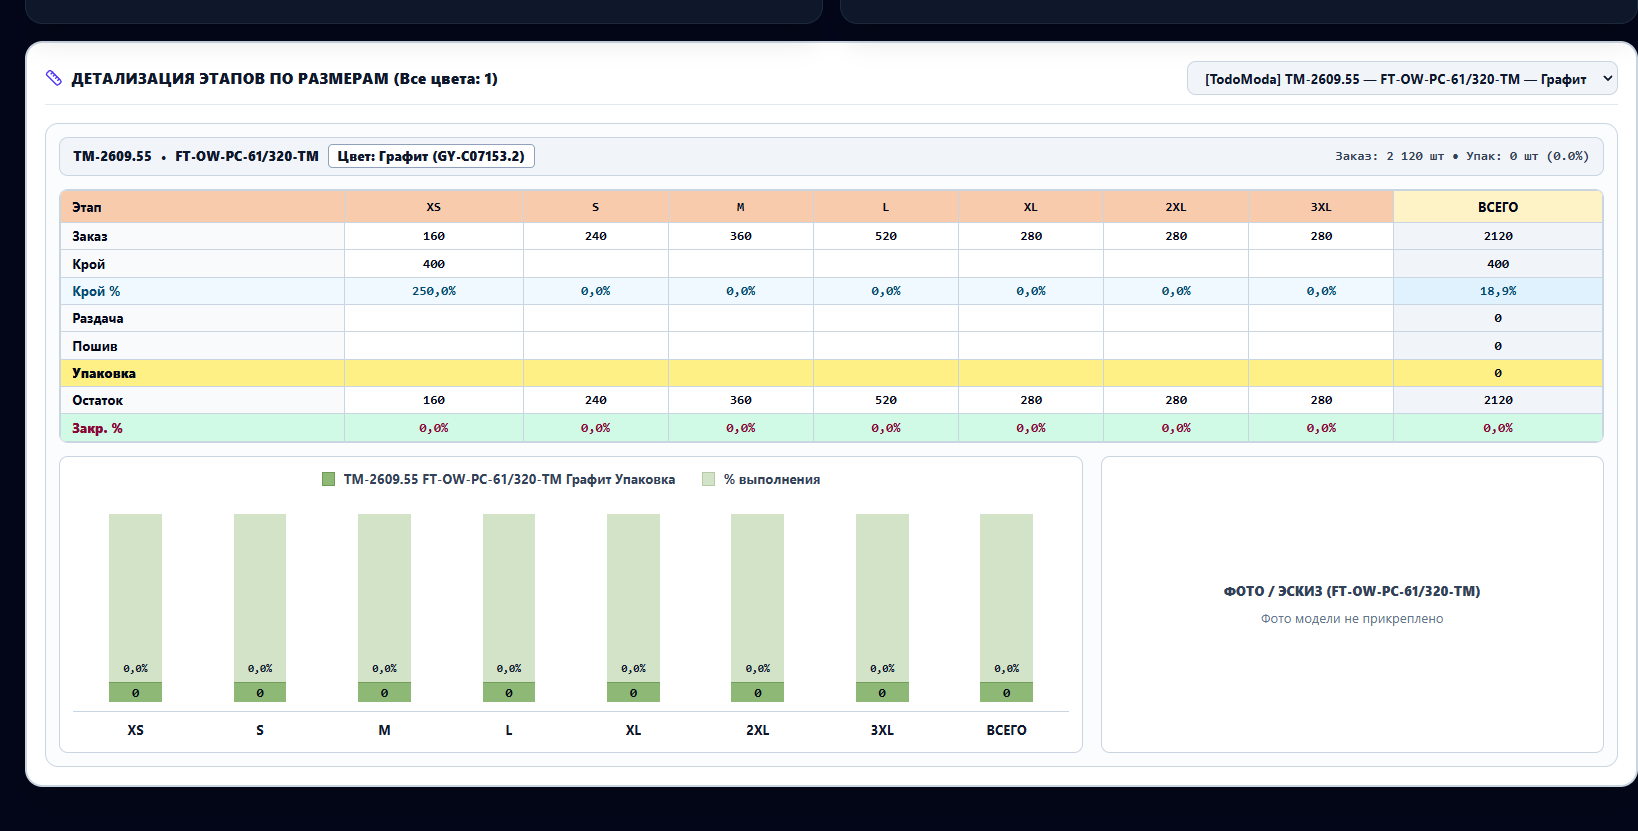 ДЕТАЛИЗАЦИЯ ЭТАПОВ ПО РАЗМЕРАМ (Все цвета: 1)
[TodoModa] TM-2609.55 — FT-OW-PC-61/320-TM — Графит
TM-2609.55 • FT-OW-PC-61/320-TM Цвет: Графит (GY-C07153.2)
Заказ: 2 120 шт • Упак: 0 шт (0.0%)
Этап XS S M L XL 2XL 3XL ВСЕГО
Заказ 160 240 360 520 280 280 280 2120
Крой 400 400
Крой % 250,0% 0,0% 0,0% 0,0% 0,0% 0,0% 0,0% 18,9%
Раздача 0
Пошив 0
Упаковка 0
Остаток 160 240 360 520 280 280 280 2120
Закр. % 0,0% 0,0% 0,0% 0,0% 0,0% 0,0% 0,0% 0,0%
TM-2609.55 FT-OW-PC-61/320-TM Графит Упаковка % выполнения
0,0% 0,0% 0,0% 0,0% 0,0% 0,0% 0,0% 0,0%
0 0 0 0 0 0 0 0
XS S M L XL 2XL 3XL ВСЕГО
ФОТО / ЭСКИЗ (FT-OW-PC-61/320-TM)
Фото модели не прикреплено